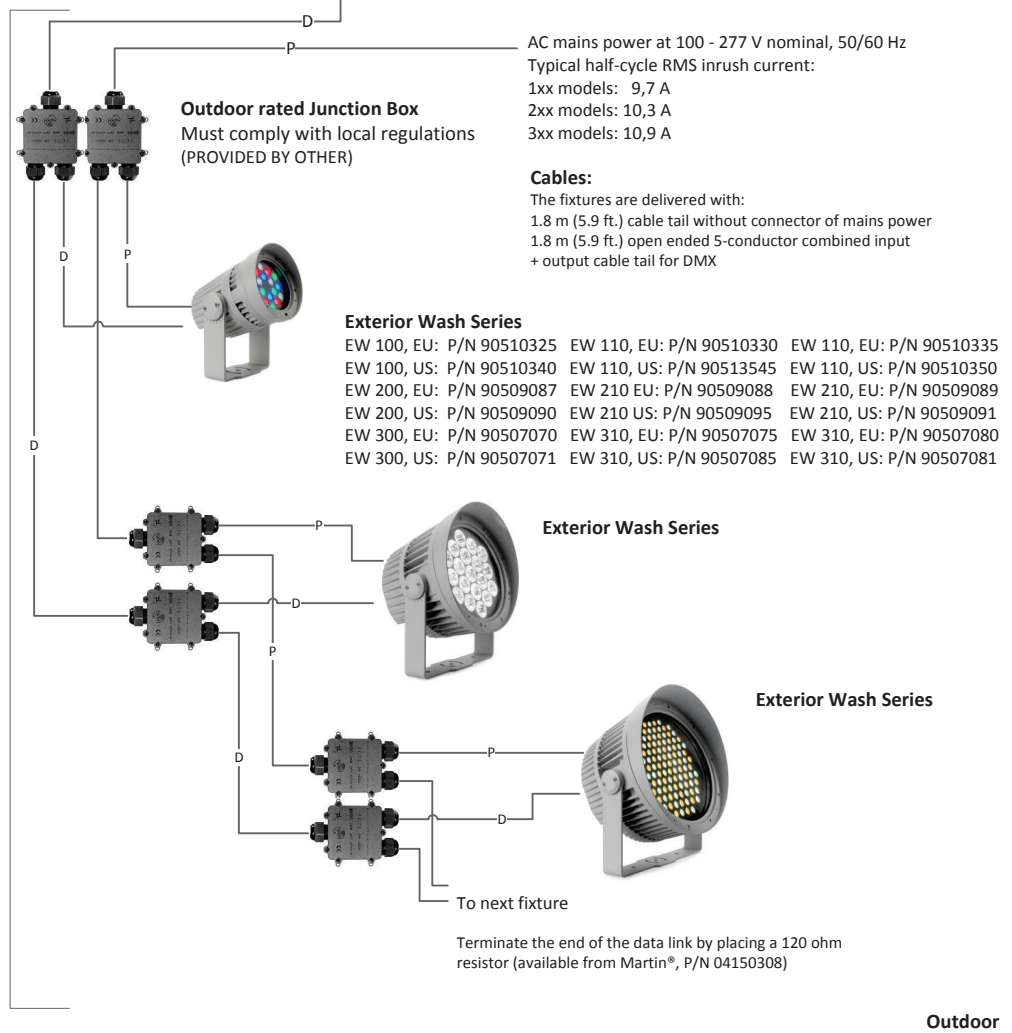 D
P
AC mains power at 100 - 277 V nominal, 50/60 Hz
Typical half-cycle RMS inrush current:
1xx models: 9,7 A
2xx models: 10,3 A
3xx models: 10,9 A
Outdoor rated Junction Box
Must comply with local regulations
(PROVIDED BY OTHER)
Cables:
The fixtures are delivered with:
1.8 m (5.9 ft.) cable tail without connector of mains power
1.8 m (5.9 ft.) open ended 5-conductor combined input
+ output cable tail for DMX
D
P
Exterior Wash Series
EW 100, EU: P/N 90510325 EW 110, EU: P/N 90510330 EW 110, EU: P/N 90510335
EW 100, US: P/N 90510340 EW 110, US: P/N 90513545 EW 110, US: P/N 90510350
EW 200, EU: P/N 90509087 EW 210 EU: P/N 90509088 EW 210, EU: P/N 90509089
EW 200, US: P/N 90509090 EW 210 US: P/N 90509095 EW 210, US: P/N 90509091
EW 300, EU: P/N 90507070 EW 310, EU: P/N 90507075 EW 310, EU: P/N 90507080
EW 300, US: P/N 90507071 EW 310, US: P/N 90507085 EW 310, US: P/N 90507081
D
P
Exterior Wash Series
D
P
Exterior Wash Series
D
P
D
To next fixture
Terminate the end of the data link by placing a 120 ohm
resistor (available from Martin®, P/N 04150308)
Outdoor